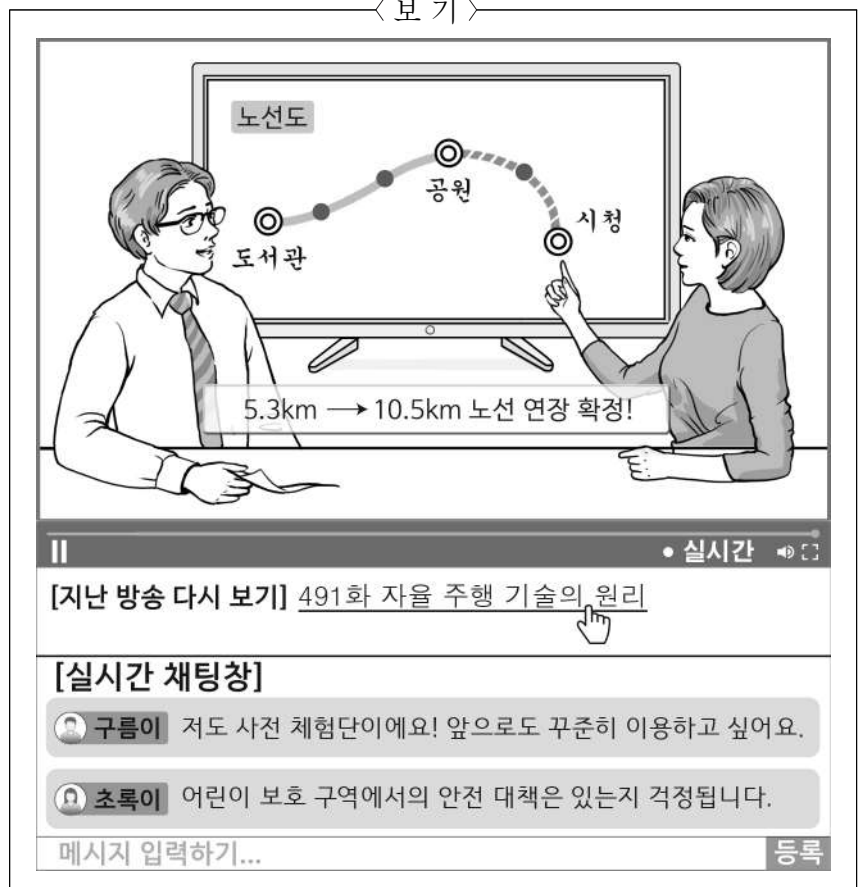 〈보 기〉
노선도
공원
시청
도서관
5.3km → 10.5km 노선 연장 확정!
• 실시간
[지난 방송 다시 보기] 491화 자율 주행 기술의 원리
[실시간 채팅창]
구름이 저도 사전 체험단이에요! 앞으로도 꾸준히 이용하고 싶어요.
초록이 어린이 보호 구역에서의 안전 대책은 있는지 걱정됩니다.
메시지 입력하기... 등록